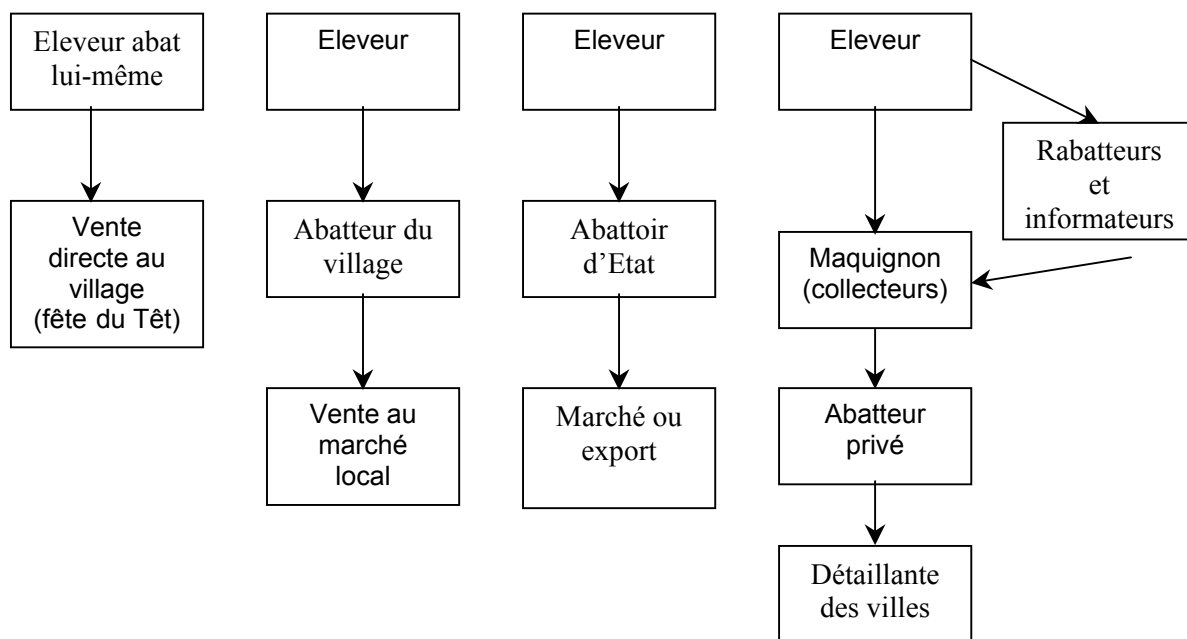 Eleveur abat
lui-même
Eleveur
Eleveur
Eleveur
Rabatteurs
et
informateurs
Vente
directe au
village
(fête du Têt)
Abatteur du
village
Abattoir
d’Etat
Maquignon
(collecteurs)
Vente au
marché
local
Marché ou
export
Abatteur
privé
Détaillante
des villes